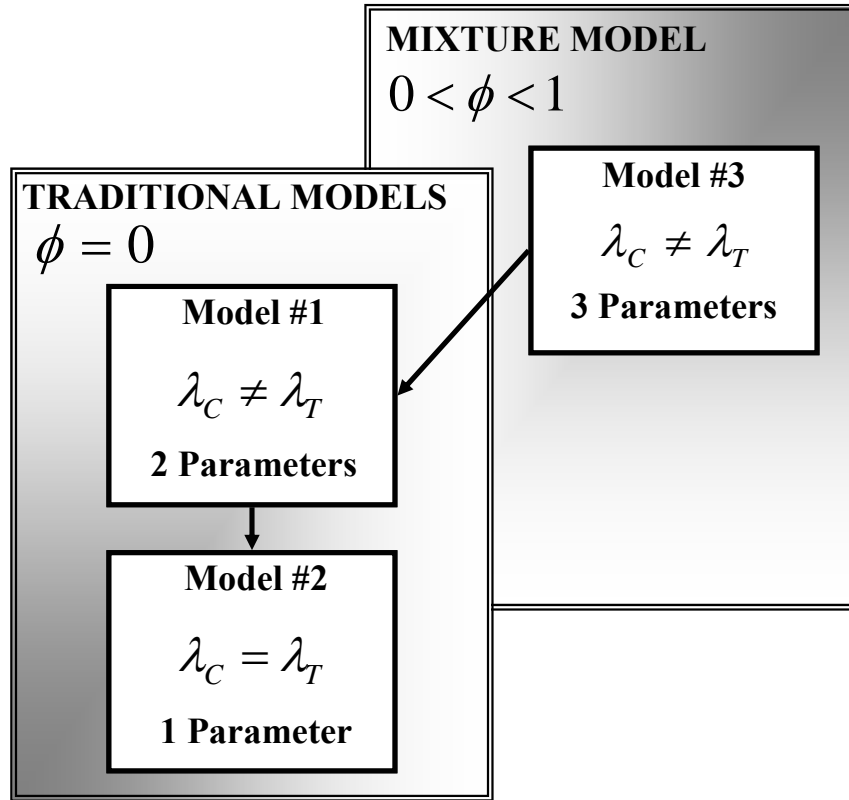 MIXTURE MODEL
0 < ϕ < 1
Model #3
λ_C ≠ λ_T
3 Parameters
TRADITIONAL MODELS
ϕ = 0
Model #1
λ_C ≠ λ_T
2 Parameters
Model #2
λ_C = λ_T
1 Parameter